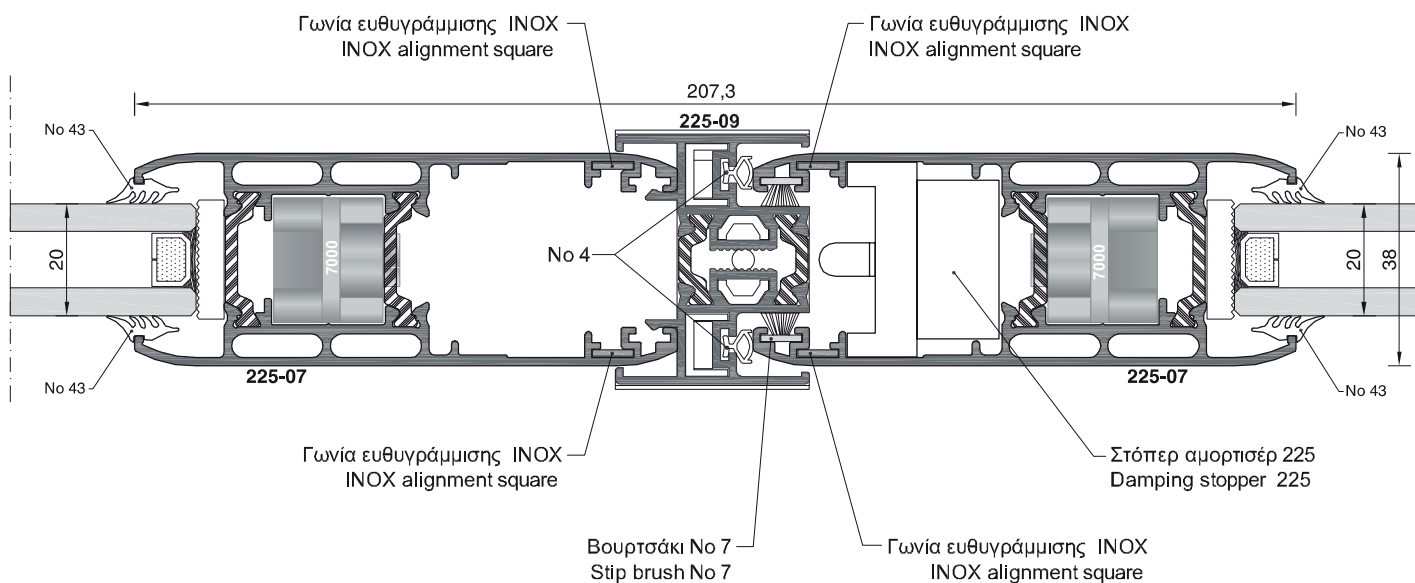 Γωνία ευθυγράμμισης INOX
INOX alignment square
Γωνία ευθυγράμμισης INOX
INOX alignment square
207,3
225-09
No 43
No 43
20
7000
No 4
7000
20
38
No 43
225-07
225-07
No 43
Γωνία ευθυγράμμισης INOX
INOX alignment square
Στόπερ αμορτισέρ 225
Damping stopper 225
Βουρτσάκι No 7
Stip brush No 7
Γωνία ευθυγράμμισης INOX
INOX alignment square